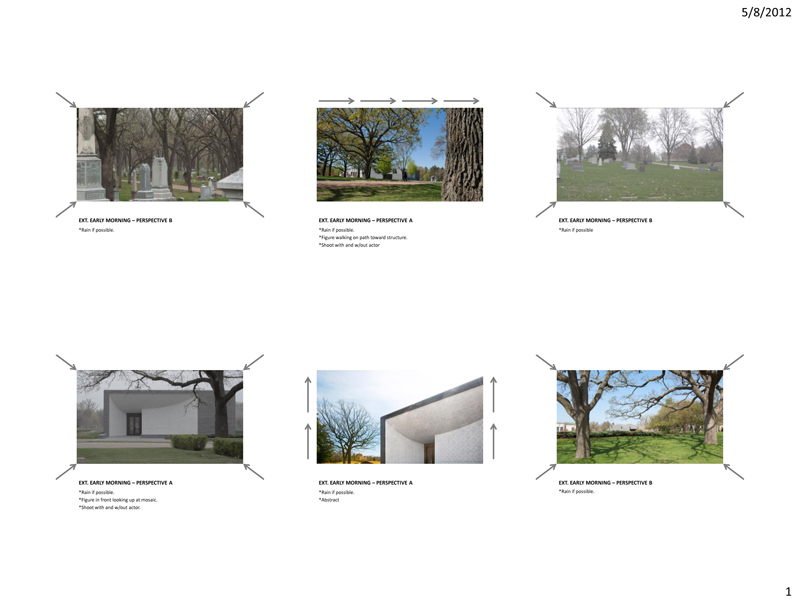 5/8/2012
EXT. EARLY MORNING – PERSPECTIVE B
*Rain if possible.
EXT. EARLY MORNING – PERSPECTIVE A
*Rain if possible.
*Figure walking on path toward structure.
*Shoot with and w/out actor
EXT. EARLY MORNING – PERSPECTIVE B
*Rain if possible
EXT. EARLY MORNING – PERSPECTIVE A
*Rain if possible.
*Figure in front looking up at mosaic.
*Shoot with and w/out actor.
EXT. EARLY MORNING – PERSPECTIVE A
*Rain if possible.
*Abstract
EXT. EARLY MORNING – PERSPECTIVE B
*Rain if possible.
1